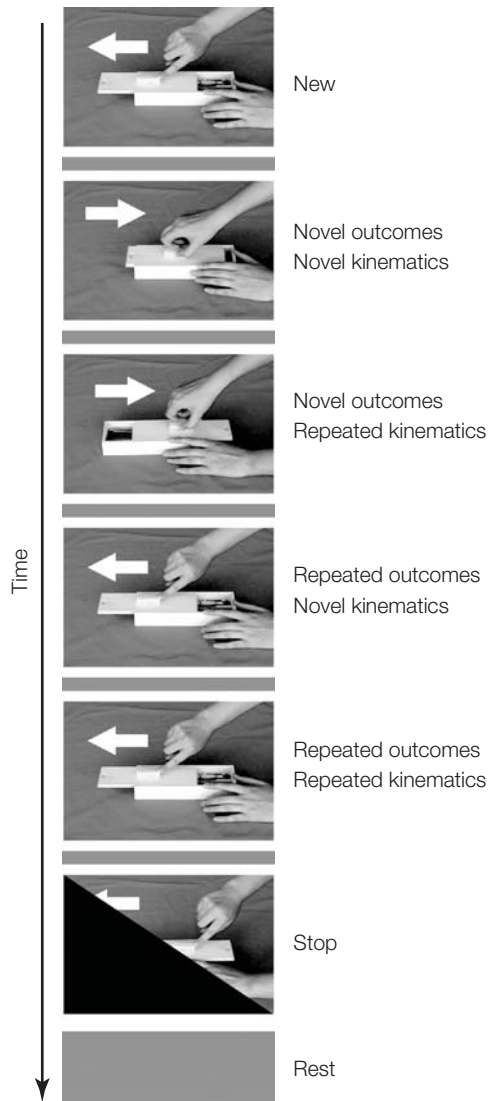 New
Novel outcomes
Novel kinematics
Novel outcomes
Repeated kinematics
Time
Repeated outcomes
Novel kinematics
Repeated outcomes
Repeated kinematics
Stop
Rest